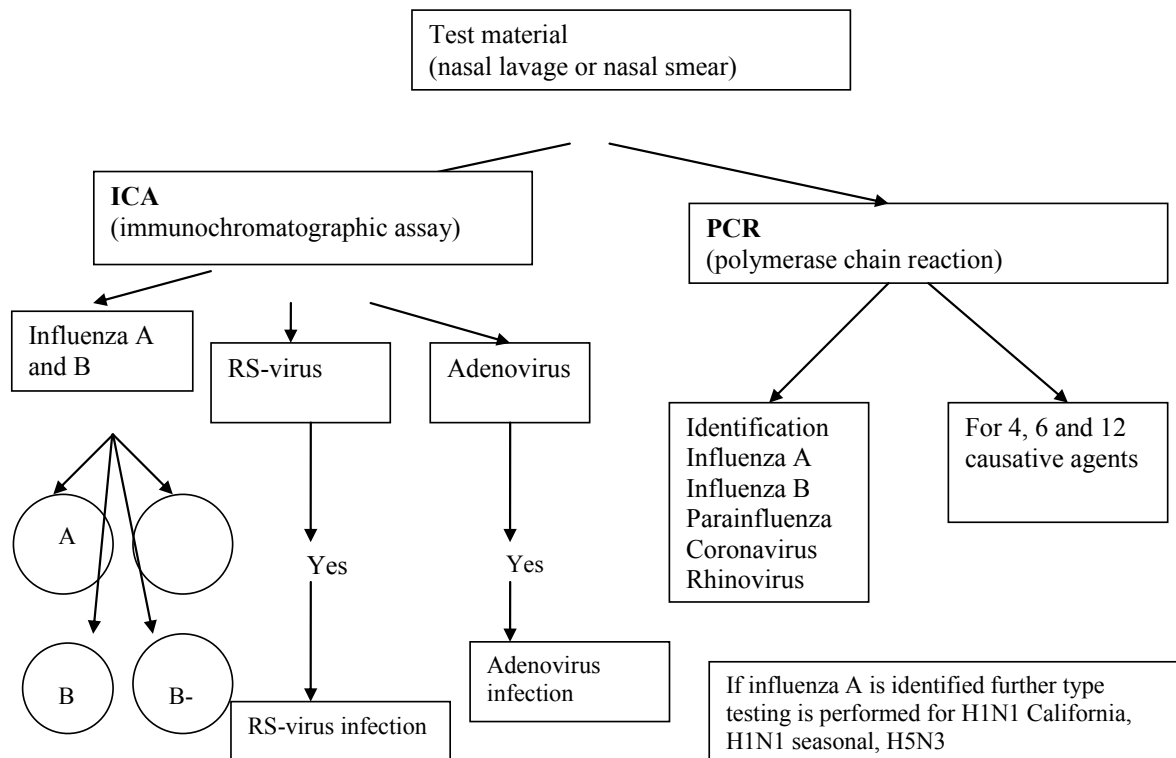 Test material
(nasal lavage or nasal smear)
ICA
(immunochromatographic assay)
PCR
(polymerase chain reaction)
Influenza A
and B
RS-virus
Adenovirus
Identification
Influenza A
Influenza B
Parainfluenza
Coronavirus
Rhinovirus
For 4, 6 and 12
causative agents
A
Yes
Yes
B
B-
Adenovirus
infection
RS-virus infection
If influenza A is identified further type
testing is performed for H1N1 California,
H1N1 seasonal, H5N3